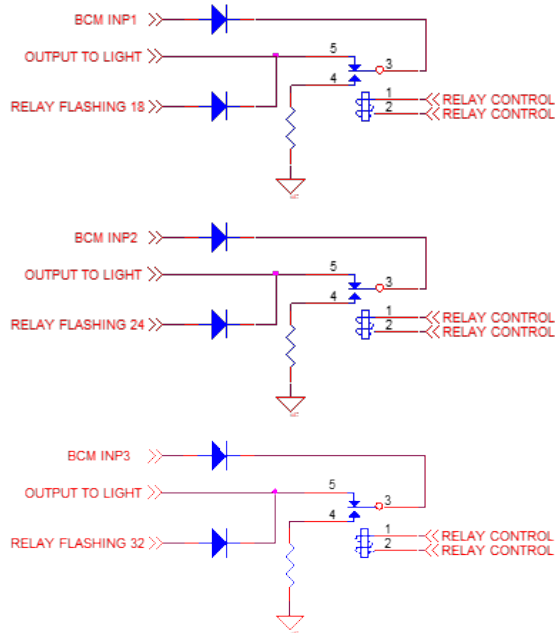 BCM INP1
OUTPUT TO LIGHT
5
3
4
RELAY FLASHING 18
1
RELAY CONTROL
2
RELAY CONTROL
BCM INP2
OUTPUT TO LIGHT
5
3
4
RELAY FLASHING 24
1
RELAY CONTROL
2
RELAY CONTROL
BCM INP3
OUTPUT TO LIGHT
5
3
4
RELAY FLASHING 32
1
RELAY CONTROL
2
RELAY CONTROL